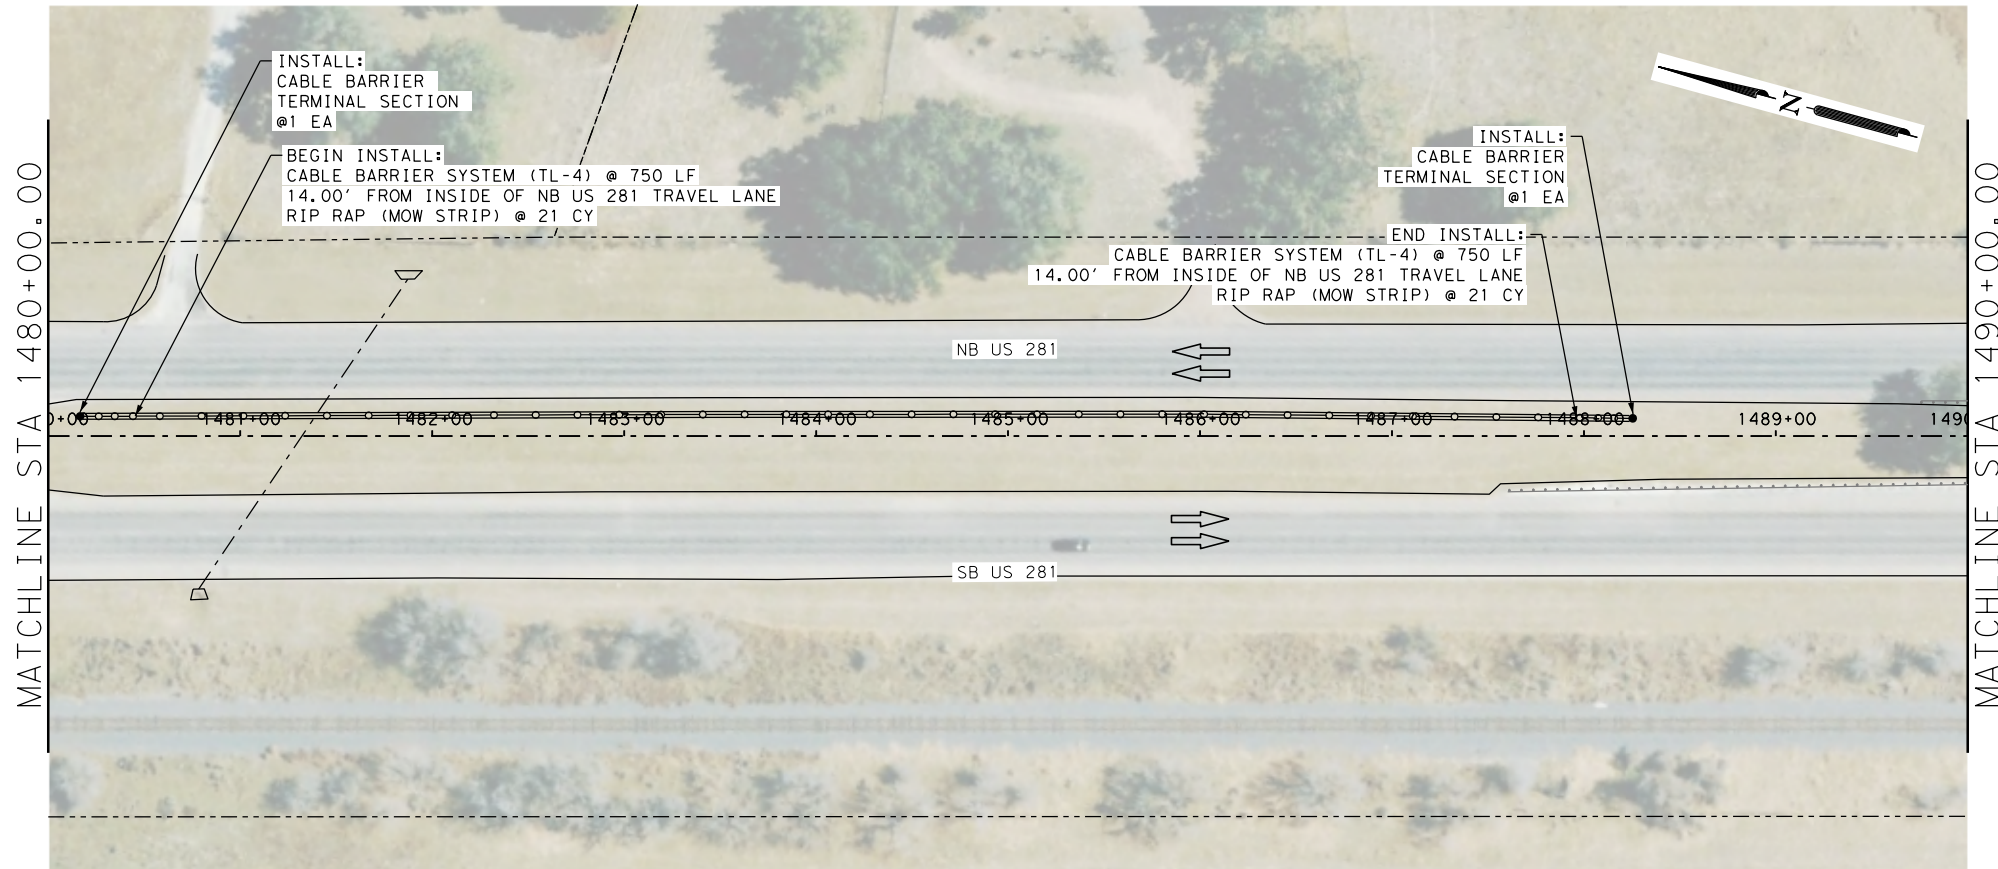 INSTALL:
CABLE BARRIER
TERMINAL SECTION
@1 EA
BEGIN INSTALL:
CABLE BARRIER SYSTEM (TL-4) @ 750 LF
14.00' FROM INSIDE OF NB US 281 TRAVEL LANE
RIP RAP (MOW STRIP) @ 21 CY
N
INSTALL:
CABLE BARRIER
TERMINAL SECTION
@1 EA
END INSTALL:
CABLE BARRIER SYSTEM (TL-4) @ 750 LF
14.00' FROM INSIDE OF NB US 281 TRAVEL LANE
RIP RAP (MOW STRIP) @ 21 CY
MATCHLINE STA 1480+00.00
MATCHLINE STA 1490+00.00
NB US 281
0+00 1481+00 1482+00 1483+00 1484+00 1485+00 1486+00 1487+00 1488+00 1489+00 1490
SB US 281